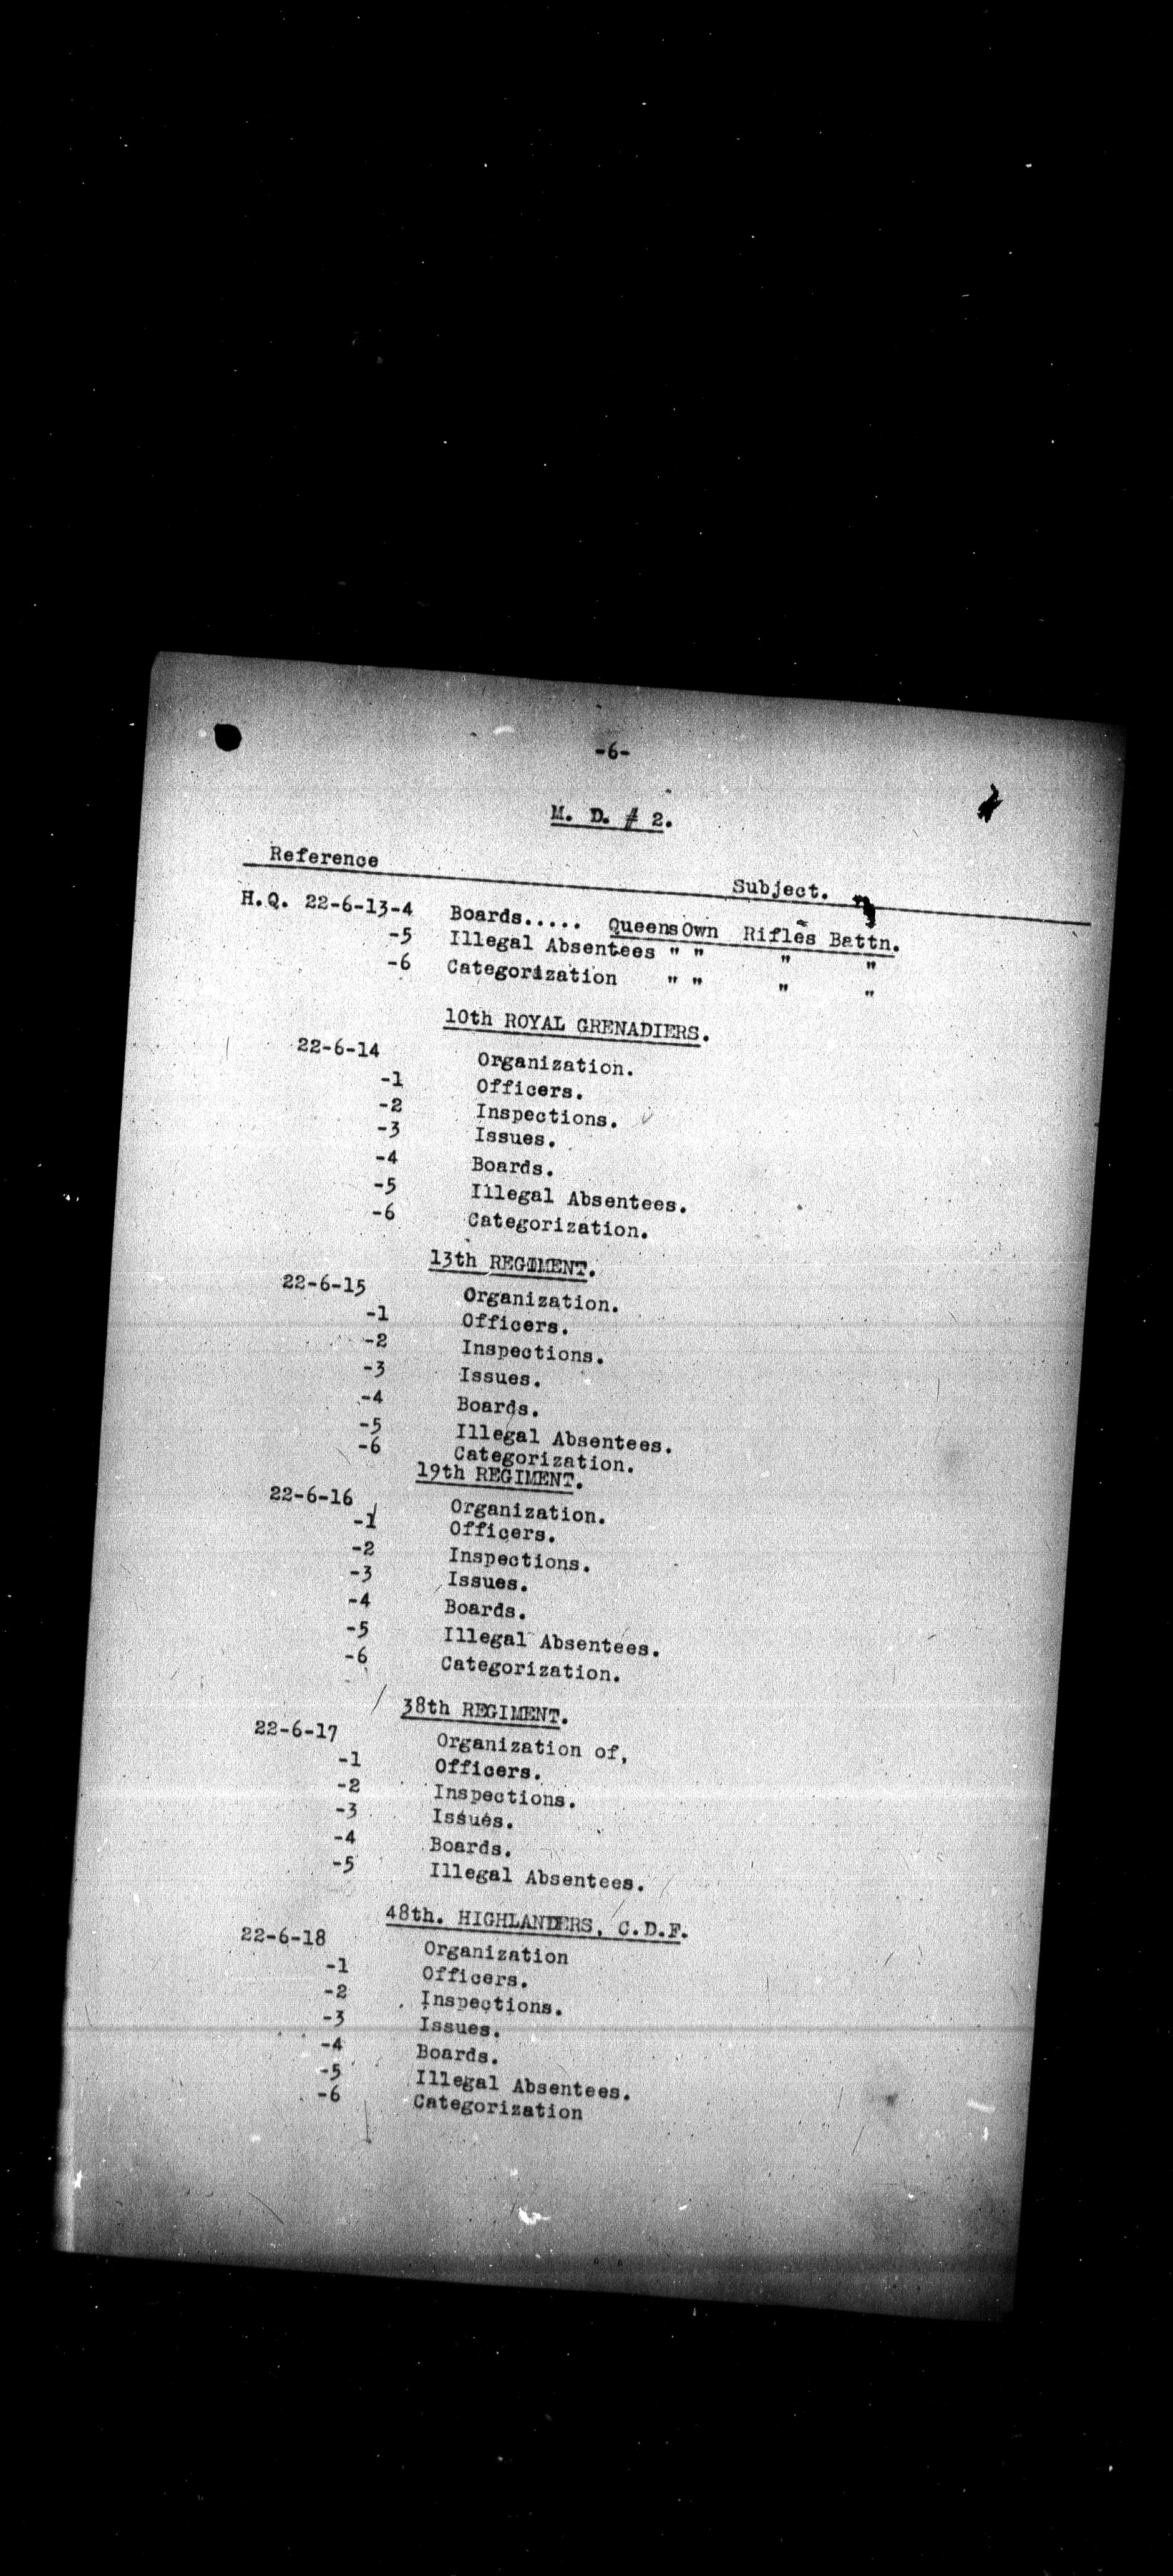 -6-
M. D. # 2.
Reference Subject.
H.Q. 22-6-13-4 Boards..... Queens Own Rifles Battn.
-5 Illegal Absentees " " " "
-6 Categorization " " " "
10th ROYAL GRENADIERS.
22-6-14 Organization.
-1 Officers.
-2 Inspections.
-3 Issues.
-4 Boards.
-5 Illegal Absentees.
-6 Categorization.
13th REGIMENT.
22-6-15 Organization.
-1 Officers.
-2 Inspections.
-3 Issues.
-4 Boards.
-5 Illegal Absentees.
-6 Categorization.
19th REGIMENT.
22-6-16 Organization.
-1 Officers.
-2 Inspections.
-3 Issues.
-4 Boards.
-5 Illegal Absentees.
-6 Categorization.
38th REGIMENT.
22-6-17 Organization of,
-1 Officers.
-2 Inspections.
-3 Issues.
-4 Boards.
-5 Illegal Absentees.
48th. HIGHLANDERS, C.D.F.
22-6-18 Organization
-1 Officers.
-2 Inspections.
-3 Issues.
-4 Boards.
-5 Illegal Absentees.
-6 Categorization